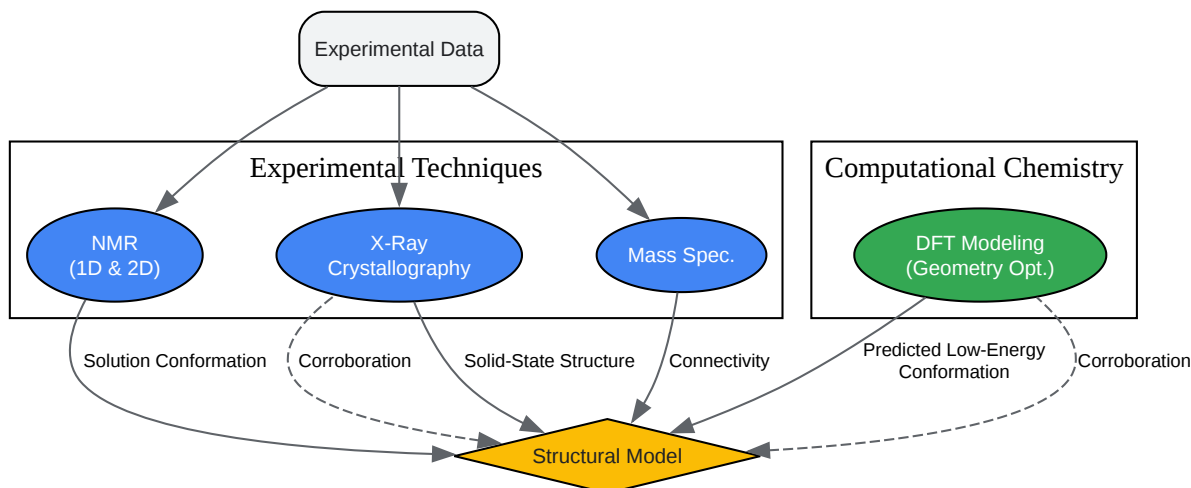 Experimental Data
Experimental Techniques
Computational Chemistry
NMR
(1D & 2D)
X-Ray
Crystallography
Mass Spec.
DFT Modeling
(Geometry Opt.)
Solution Conformation
Corroboration
Solid-State Structure
Connectivity
Predicted Low-Energy
Conformation
Corroboration
Structural Model